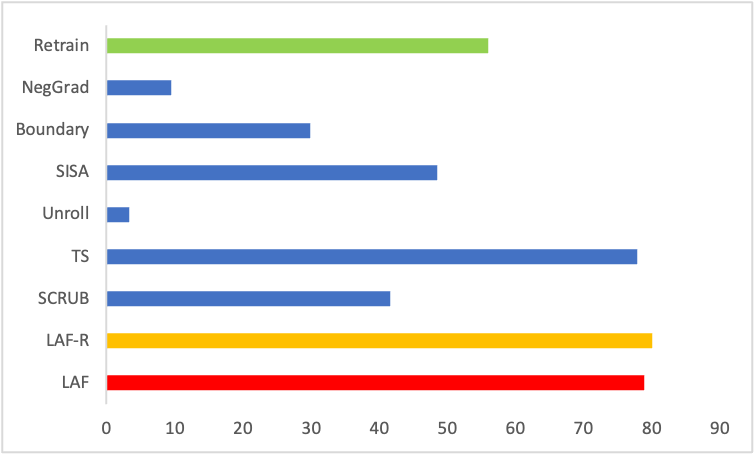 Retrain
NegGrad
Boundary
SISA
Unroll
TS
SCRUB
LAF-R
LAF
0 10 20 30 40 50 60 70 80 90